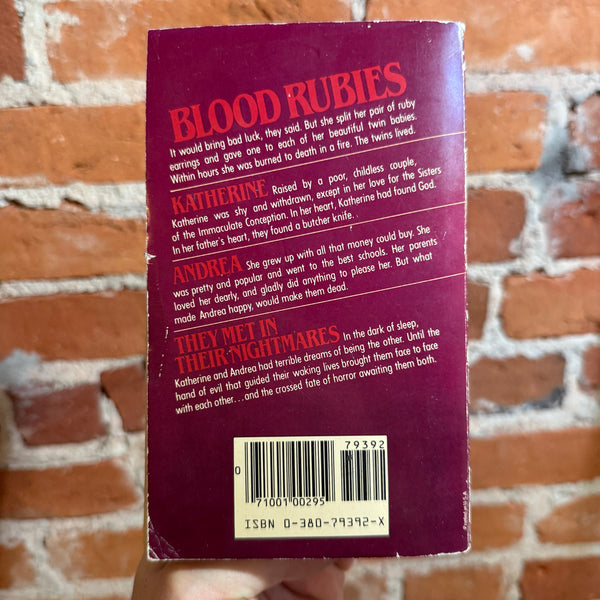 BLOOD RUBIES
It would bring bad luck, they said. But she split her pair of ruby
earrings and gave one to each of her beautiful twin babies.
Within hours she was burned to death in a fire. The twins lived.
KATHERINE Raised by a poor, childless couple,
Katherine was shy and withdrawn, except in her love for the Sisters
of the Immaculate Conception. In her heart, Katherine had found God.
In her father's heart, they found a butcher knife.
ANDREA She grew up with all that money could buy. She
was pretty and popular and went to the best schools. Her parents
loved her dearly, and gladly did anything to please her. But what
made Andrea happy, would make them dead.
THEY MET IN
THEIR NIGHTMARES In the dark of sleep,
Katherine and Andrea had terrible dreams of being the other. Until the
hand of evil that guided their waking lives brought them face to face
with each other...and the crossed fate of horror awaiting them both.
79392
0
71001 00295
ISBN 0-380-79392-X
Printed in U.S.A.